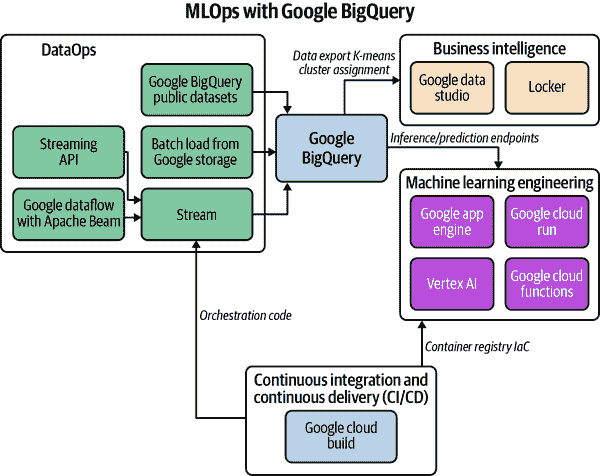 MLOps with Google BigQuery
DataOps
Google BigQuery
public datasets
Streaming
API
Batch load from
Google storage
Google dataflow
with Apache Beam
Stream
Google
BigQuery
Data export K-means
cluster assignment
Business intelligence
Google data
studio
Locker
Inference/prediction endpoints
Machine learning engineering
Google app
engine
Google cloud
run
Vertex AI
Google cloud
functions
Orchestration code
Container registry IaC
Continuous integration and
continuous delivery (CI/CD)
Google cloud
build